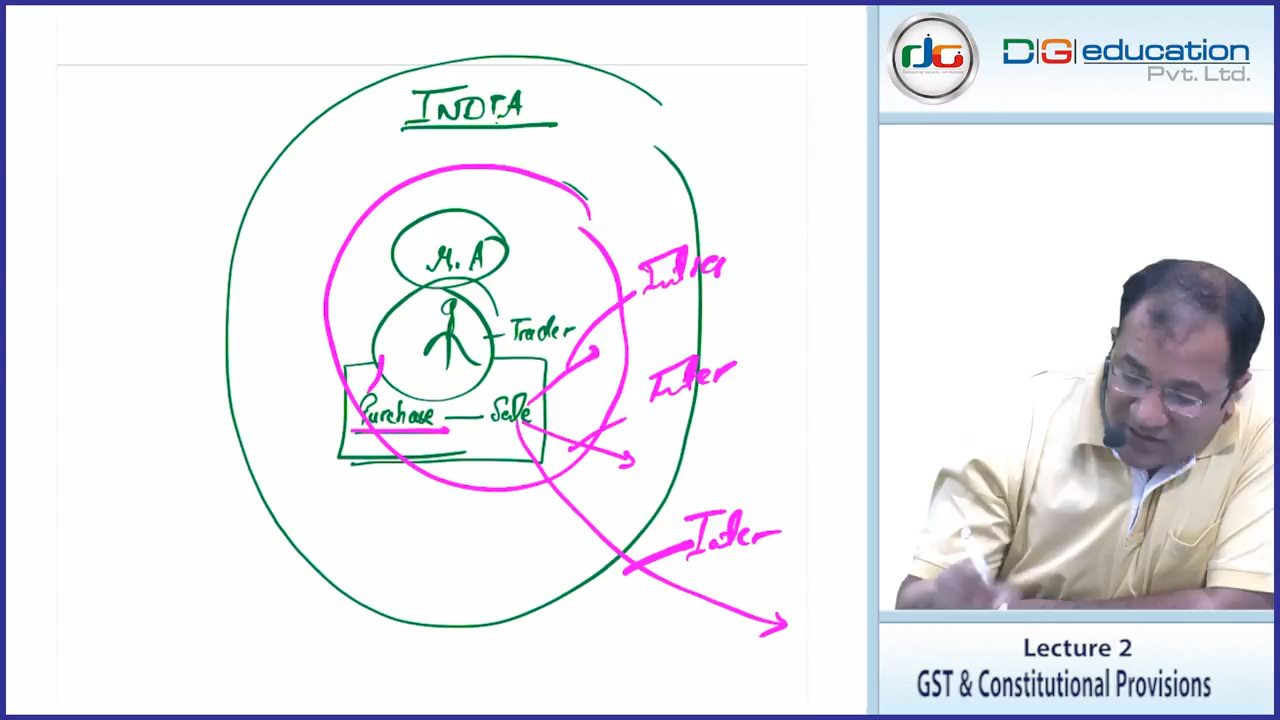 INDIA
M.A
Trader
Purchase — Sale
Intra
Inter
Inter
DG education
Pvt. Ltd.
Lecture 2
GST & Constitutional Provisions